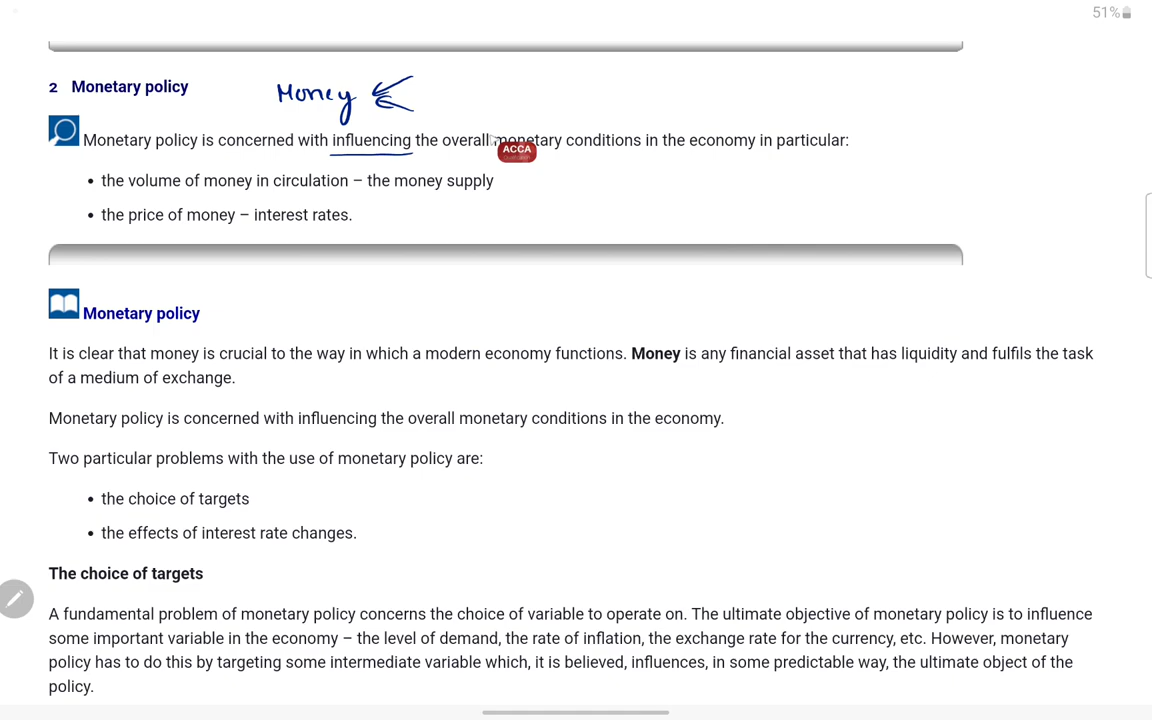 51%
2 Monetary policy
Money
Monetary policy is concerned with influencing the overall monetary conditions in the economy in particular:
ACCA
• the volume of money in circulation – the money supply
• the price of money – interest rates.
Monetary policy
It is clear that money is crucial to the way in which a modern economy functions. Money is any financial asset that has liquidity and fulfils the task
of a medium of exchange.
Monetary policy is concerned with influencing the overall monetary conditions in the economy.
Two particular problems with the use of monetary policy are:
• the choice of targets
• the effects of interest rate changes.
The choice of targets
A fundamental problem of monetary policy concerns the choice of variable to operate on. The ultimate objective of monetary policy is to influence
some important variable in the economy – the level of demand, the rate of inflation, the exchange rate for the currency, etc. However, monetary
policy has to do this by targeting some intermediate variable which, it is believed, influences, in some predictable way, the ultimate object of the
policy.